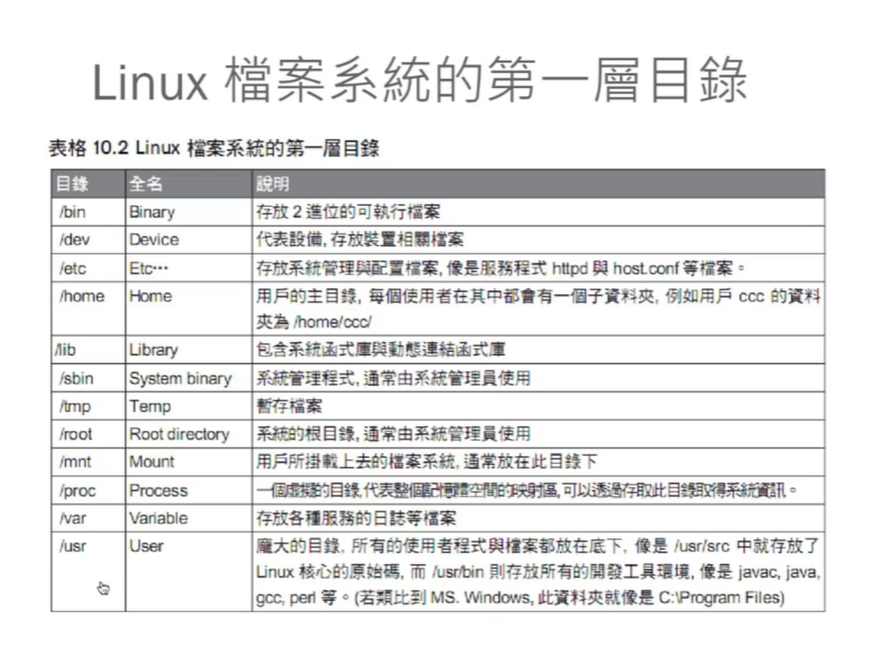 Linux 檔案系統的第一層目錄
表格 10.2 Linux 檔案系統的第一層目錄
目錄 全名 說明
/bin Binary 存放 2 進位的可執行檔案
/dev Device 代表設備, 存放裝置相關檔案
/etc Etc… 存放系統管理與配置檔案, 像是服務程式 httpd 與 host.conf 等檔案。
/home Home 用戶的主目錄, 每個使用者在其中都會有一個子資料夾, 例如用戶 ccc 的資料
夾為 /home/ccc/
/lib Library 包含系統函式庫與動態連結函式庫
/sbin System binary 系統管理程式, 通常由系統管理員使用
/tmp Temp 暫存檔案
/root Root directory 系統的根目錄, 通常由系統管理員使用
/mnt Mount 用戶所掛載上去的檔案系統, 通常放在此目錄下
/proc Process 一個虛擬的目錄, 代表整個記憶體空間的映射區, 可以透過存取此目錄取得系統資訊。
/var Variable 存放各種服務的日誌等檔案
/usr User 龐大的目錄, 所有的使用者程式與檔案都放在底下, 像是 /usr/src 中就存放了
Linux 核心的原始碼, 而 /usr/bin 則存放所有的開發工具環境, 像是 javac, java,
gcc, perl 等。(若類比到 MS. Windows, 此資料夾就像是 C:\Program Files)